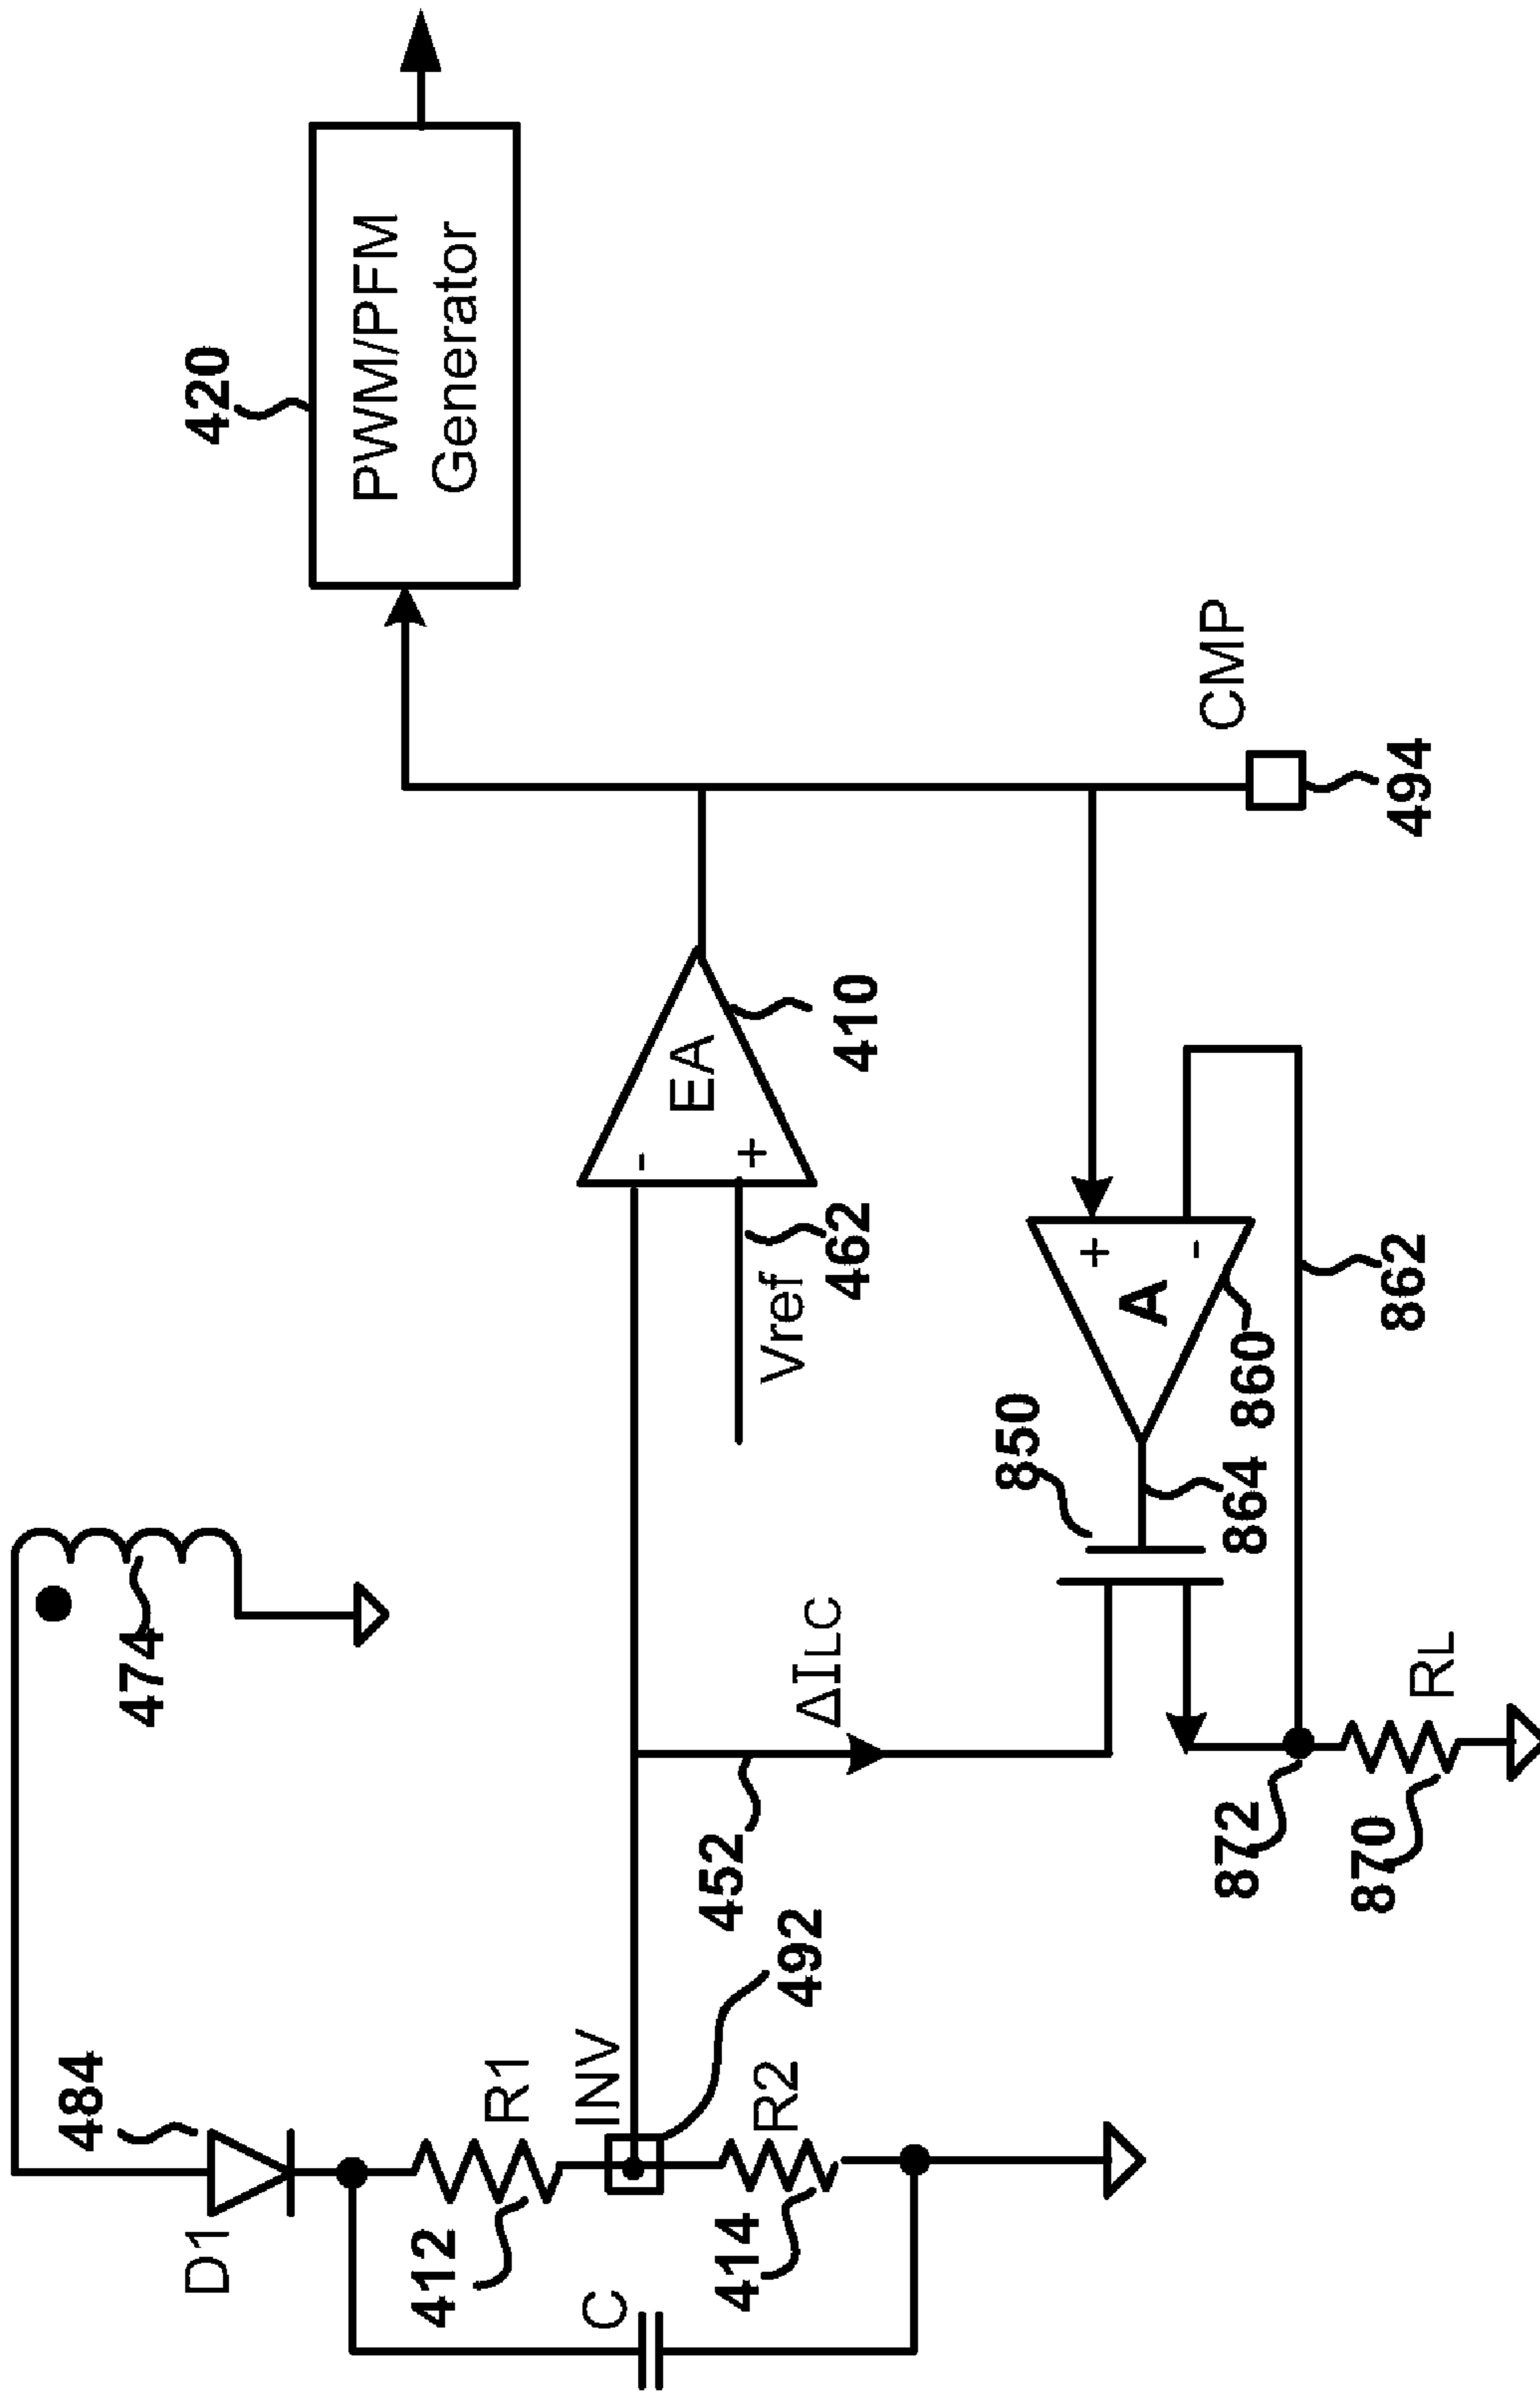 484
D1
474
412
R1
C
INV
492
414
R2
452
ΔILC
Vref
462
EA
-
+
410
420
PWM/PFM
Generator
CMP
494
850
A
+
-
860
864
862
872
870
RL